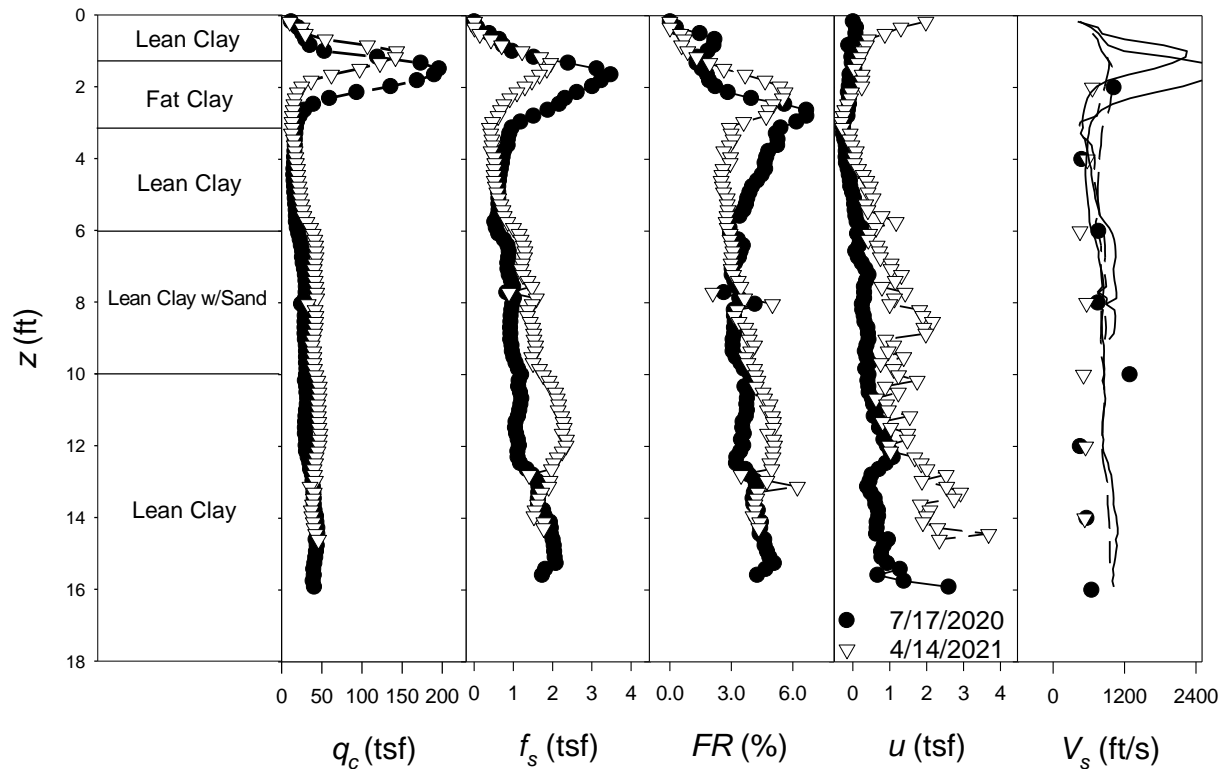 0
2
4
6
8
10
12
14
16
18
z (ft)
Lean Clay
Fat Clay
Lean Clay
Lean Clay w/Sand
Lean Clay
7/17/2020
4/14/2021
0 50 100 150 200
0 1 2 3 4
0.0 3.0 6.0
0 1 2 3 4
0 1200 2400
q_c (tsf)
f_s (tsf)
FR (%)
u (tsf)
V_s (ft/s)